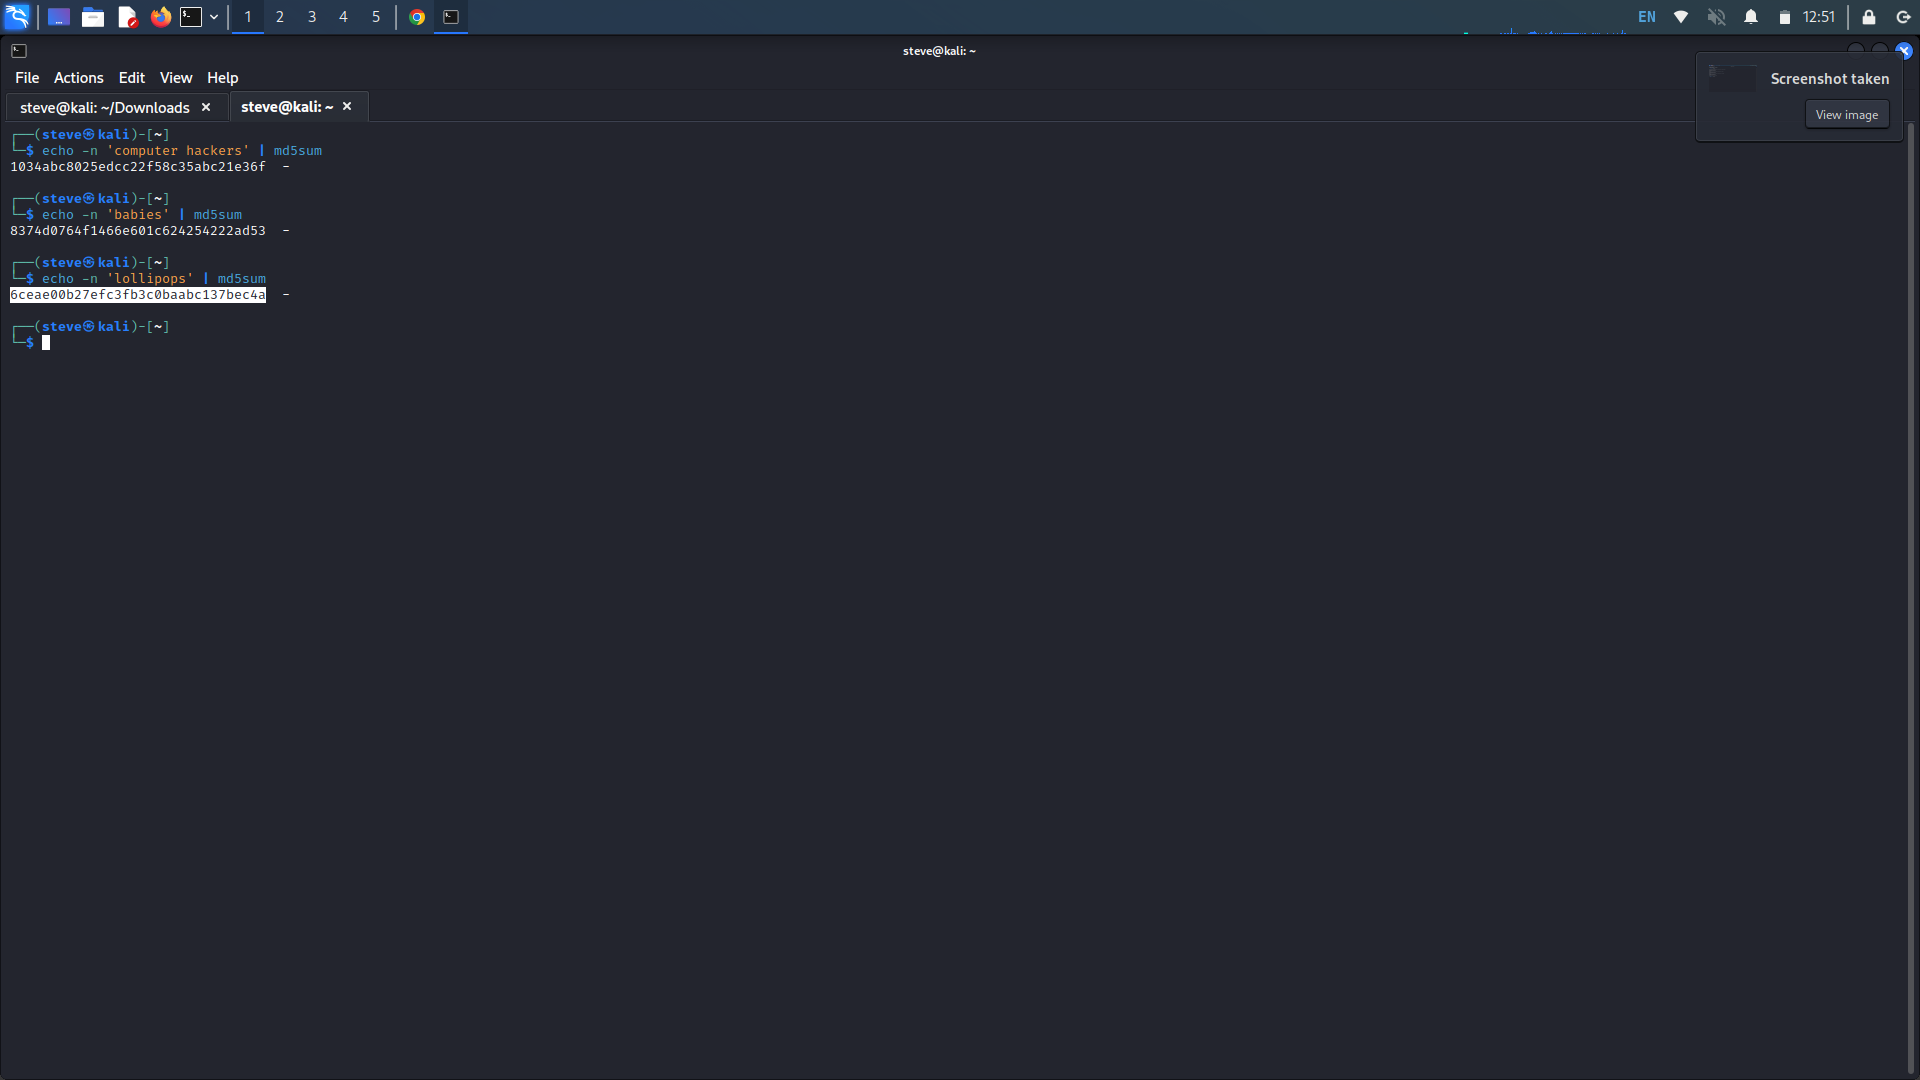 1 2 3 4 5 EN 12:51
steve@kali: ~
File Actions Edit View Help
Screenshot taken
View image
steve@kali: ~/Downloads × steve@kali: ~ ×
┌──(steve㉿kali)-[~]
└─$ echo -n 'computer hackers' | md5sum
1034abc8025edcc22f58c35abc21e36f  -
┌──(steve㉿kali)-[~]
└─$ echo -n 'babies' | md5sum
8374d0764f1466e601c624254222ad53  -
┌──(steve㉿kali)-[~]
└─$ echo -n 'lollipops' | md5sum
6ceae00b27efc3fb3c0baabc137bec4a  -
┌──(steve㉿kali)-[~]
└─$